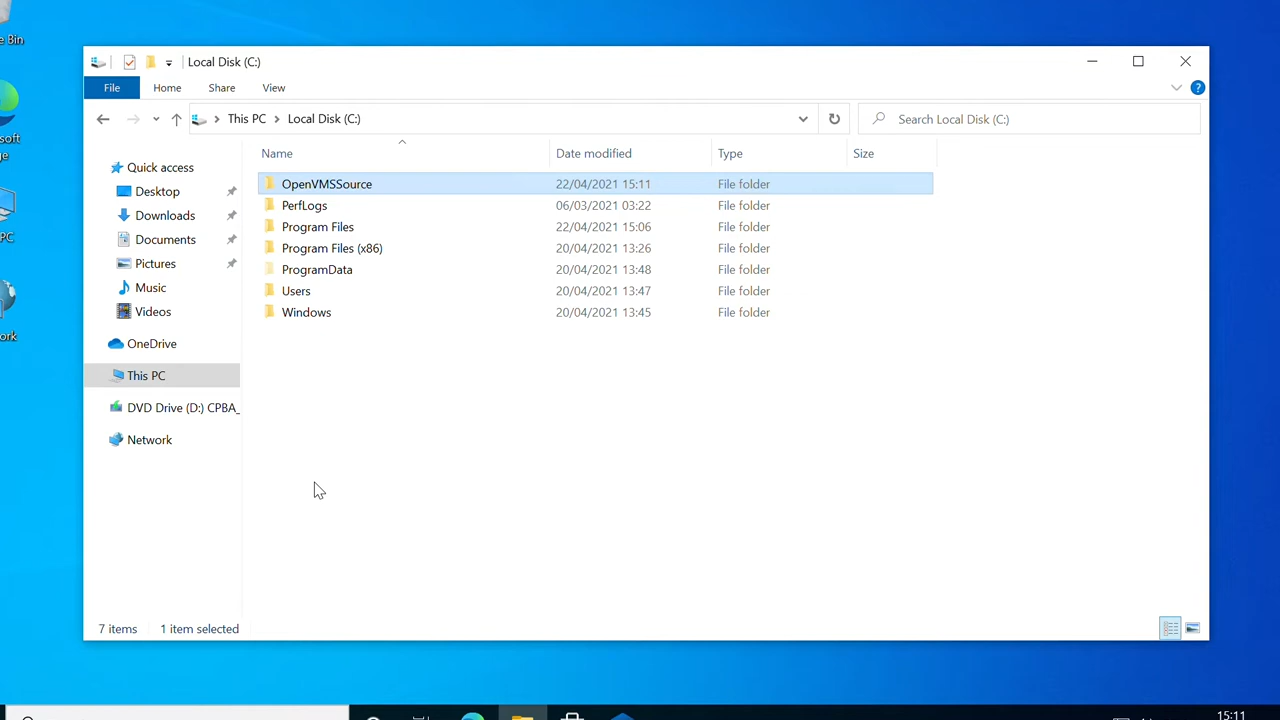 e Bin
Local Disk (C:)
File Home Share View
This PC Local Disk (C:) Search Local Disk (C:)
Name Date modified Type Size
Quick access
Desktop
Downloads
Documents
Pictures
Music
Videos
OneDrive
This PC
DVD Drive (D:) CPBA_
Network
OpenVMSSource 22/04/2021 15:11 File folder
PerfLogs 06/03/2021 03:22 File folder
Program Files 22/04/2021 15:06 File folder
Program Files (x86) 20/04/2021 13:26 File folder
ProgramData 20/04/2021 13:48 File folder
Users 20/04/2021 13:47 File folder
Windows 20/04/2021 13:45 File folder
soft
ge
PC
ork
7 items 1 item selected
15:11